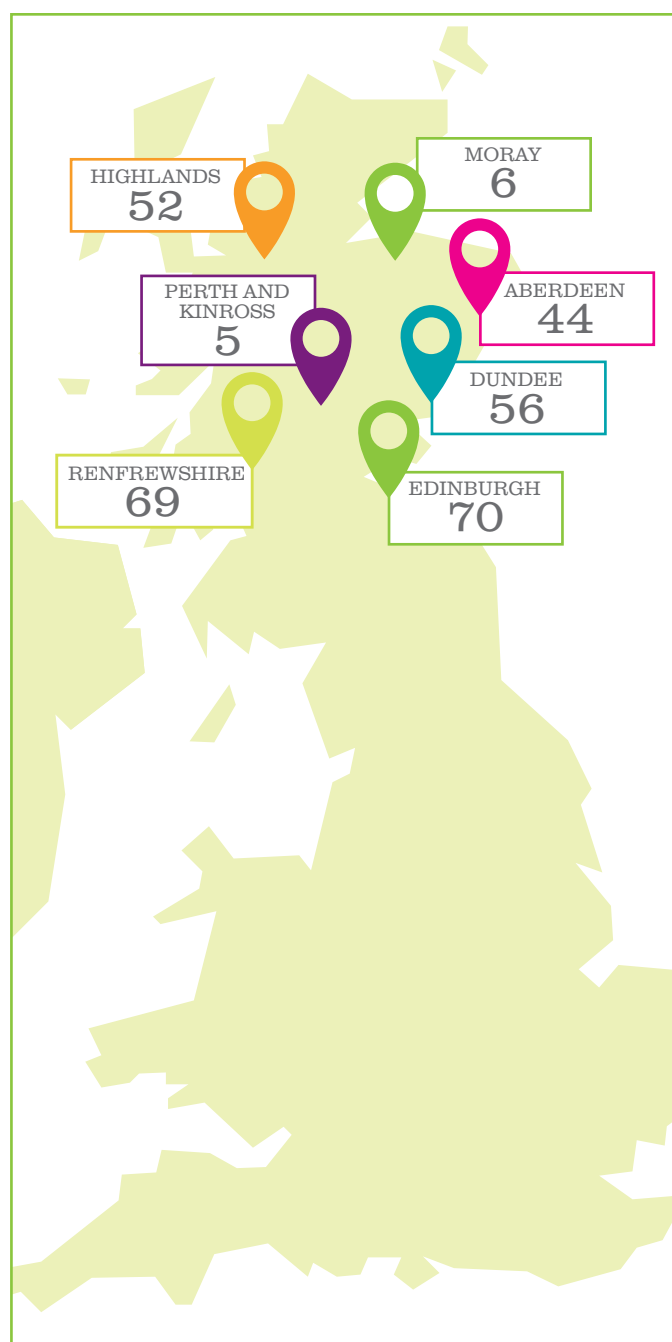 HIGHLANDS
52
MORAY
6
PERTH AND
KINROSS
5
ABERDEEN
44
DUNDEE
56
RENFREWSHIRE
69
EDINBURGH
70